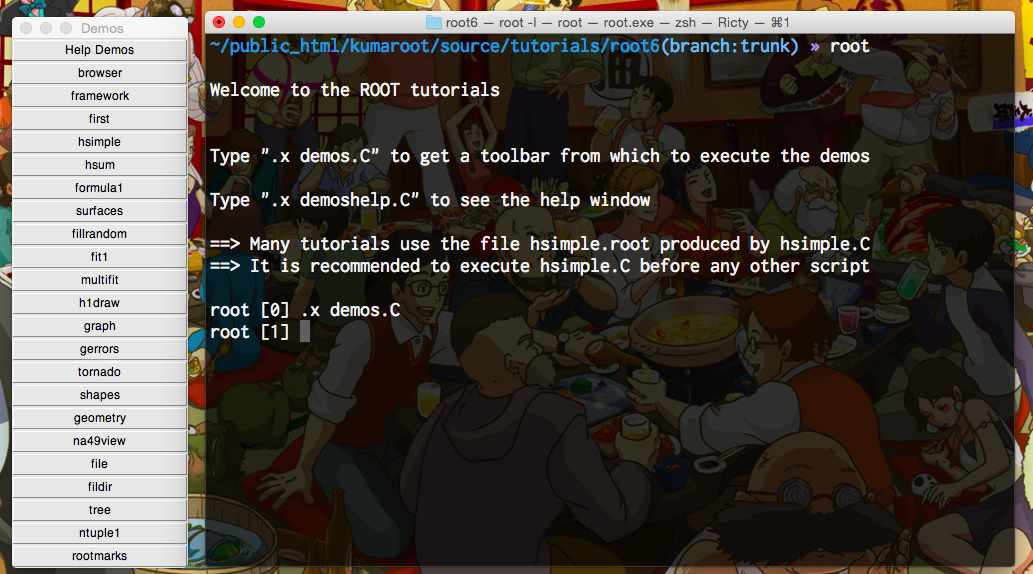 Demos
Help Demos
browser
framework
first
hsimple
hsum
formula1
surfaces
fillrandom
fit1
multifit
h1draw
graph
gerrors
tornado
shapes
geometry
na49view
file
fildir
tree
ntuple1
rootmarks
root6 — root -l — root — root.exe — zsh — Ricty — ⌘1
~/public_html/kumaroot/source/tutorials/root6(branch:trunk) » root
Welcome to the ROOT tutorials
Type ".x demos.C" to get a toolbar from which to execute the demos
Type ".x demoshelp.C" to see the help window
==> Many tutorials use the file hsimple.root produced by hsimple.C
==> It is recommended to execute hsimple.C before any other script
root [0] .x demos.C
root [1]